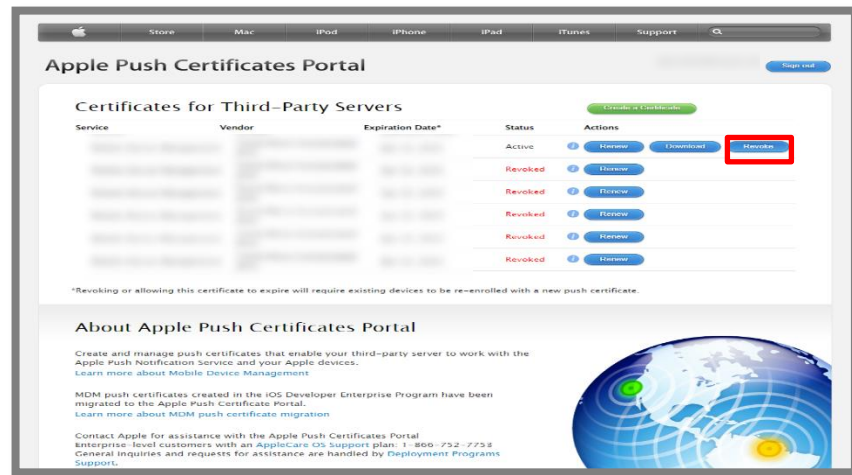 Store Mac iPod iPhone iPad iTunes Support
Apple Push Certificates Portal
Sign out
Certificates for Third-Party Servers
Create a Certificate
Service Vendor Expiration Date* Status Actions
Active i Renew Download Revoke
Revoked i Renew
Revoked i Renew
Revoked i Renew
Revoked i Renew
Revoked i Renew
*Revoking or allowing this certificate to expire will require existing devices to be re-enrolled with a new push certificate.
About Apple Push Certificates Portal
Create and manage push certificates that enable your third-party server to work with the
Apple Push Notification Service and your Apple devices.
Learn more about Mobile Device Management
MDM push certificates created in the iOS Developer Enterprise Program have been
migrated to the Apple Push Certificate Portal.
Learn more about MDM push certificate migration
Contact Apple for assistance with the Apple Push Certificates Portal
Enterprise-level customers with an AppleCare OS Support plan: 1-866-752-7753
General inquiries and requests for assistance are handled by Deployment Programs
Support.